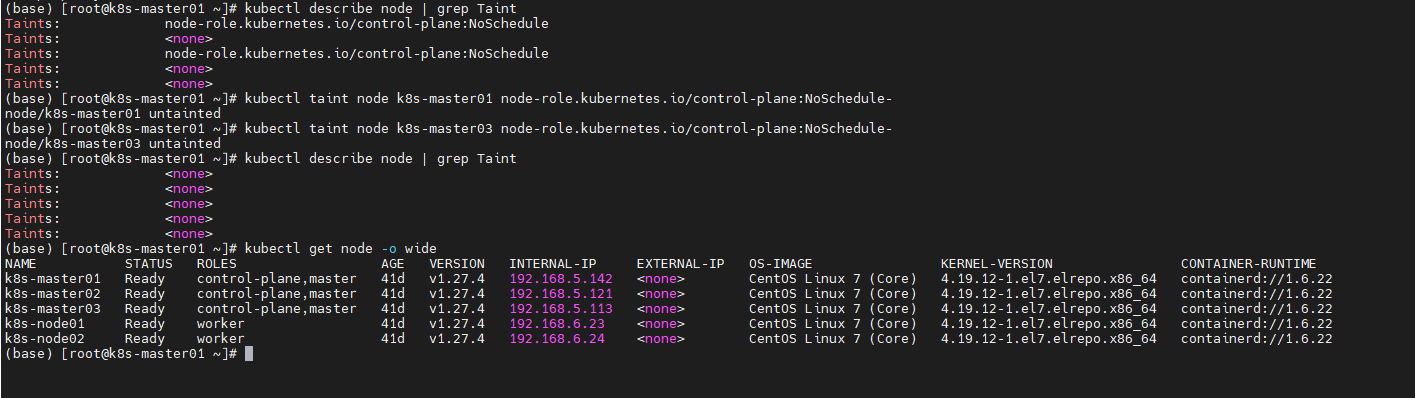 (base) [root@k8s-master01 ~]# kubectl describe node | grep Taint
Taints:             node-role.kubernetes.io/control-plane:NoSchedule
Taints:             <none>
Taints:             node-role.kubernetes.io/control-plane:NoSchedule
Taints:             <none>
Taints:             <none>
(base) [root@k8s-master01 ~]# kubectl taint node k8s-master01 node-role.kubernetes.io/control-plane:NoSchedule-
node/k8s-master01 untainted
(base) [root@k8s-master01 ~]# kubectl taint node k8s-master03 node-role.kubernetes.io/control-plane:NoSchedule-
node/k8s-master03 untainted
(base) [root@k8s-master01 ~]# kubectl describe node | grep Taint
Taints:             <none>
Taints:             <none>
Taints:             <none>
Taints:             <none>
Taints:             <none>
(base) [root@k8s-master01 ~]# kubectl get node -o wide
NAME           STATUS   ROLES                  AGE   VERSION   INTERNAL-IP     EXTERNAL-IP   OS-IMAGE                KERNEL-VERSION              CONTAINER-RUNTIME
k8s-master01   Ready    control-plane,master   41d   v1.27.4   192.168.5.142   <none>        CentOS Linux 7 (Core)   4.19.12-1.el7.elrepo.x86_64   containerd://1.6.22
k8s-master02   Ready    control-plane,master   41d   v1.27.4   192.168.5.121   <none>        CentOS Linux 7 (Core)   4.19.12-1.el7.elrepo.x86_64   containerd://1.6.22
k8s-master03   Ready    control-plane,master   41d   v1.27.4   192.168.5.113   <none>        CentOS Linux 7 (Core)   4.19.12-1.el7.elrepo.x86_64   containerd://1.6.22
k8s-node01     Ready    worker                 41d   v1.27.4   192.168.6.23    <none>        CentOS Linux 7 (Core)   4.19.12-1.el7.elrepo.x86_64   containerd://1.6.22
k8s-node02     Ready    worker                 41d   v1.27.4   192.168.6.24    <none>        CentOS Linux 7 (Core)   4.19.12-1.el7.elrepo.x86_64   containerd://1.6.22
(base) [root@k8s-master01 ~]#